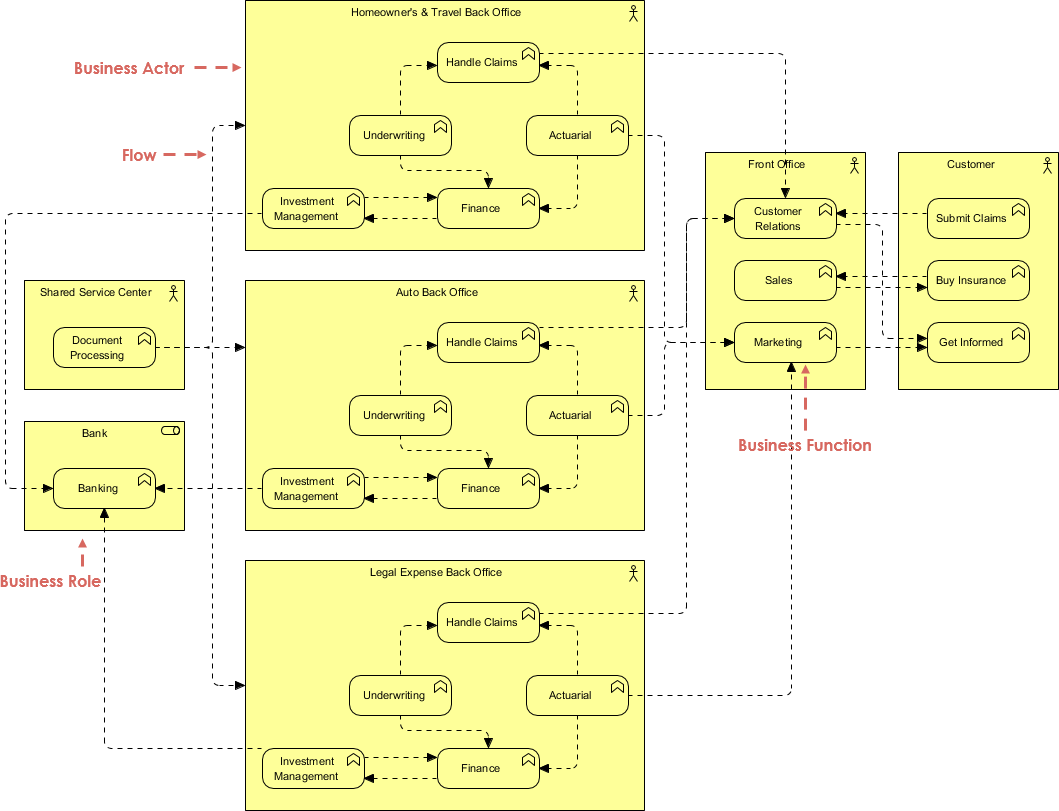 Homeowner's & Travel Back Office
Handle Claims
Business Actor
Underwriting
Actuarial
Flow
Investment
Management
Finance
Front Office
Customer
Relations
Sales
Marketing
Business Function
Customer
Submit Claims
Buy Insurance
Get Informed
Shared Service Center
Document
Processing
Auto Back Office
Handle Claims
Underwriting
Actuarial
Investment
Management
Finance
Bank
Banking
Business Role
Legal Expense Back Office
Handle Claims
Underwriting
Actuarial
Investment
Management
Finance